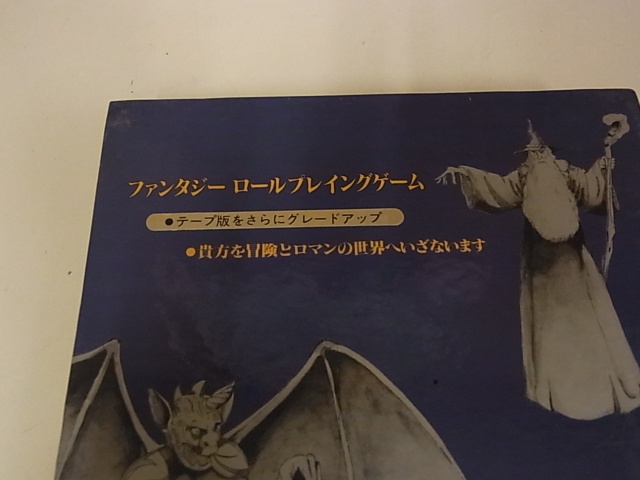 ファンタジー ロールプレイングゲーム
●テープ版をさらにグレードアップ
●貴方を冒険とロマンの世界へいざないます